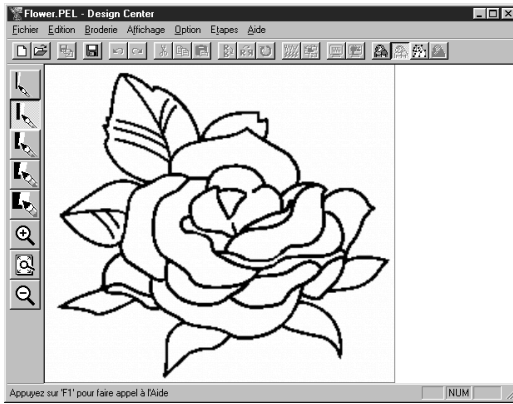 Flower.PEL - Design Center
Fichier Edition Broderie Affichage Option Etapes Aide
Appuyez sur 'F1' pour faire appel à l'Aide NUM